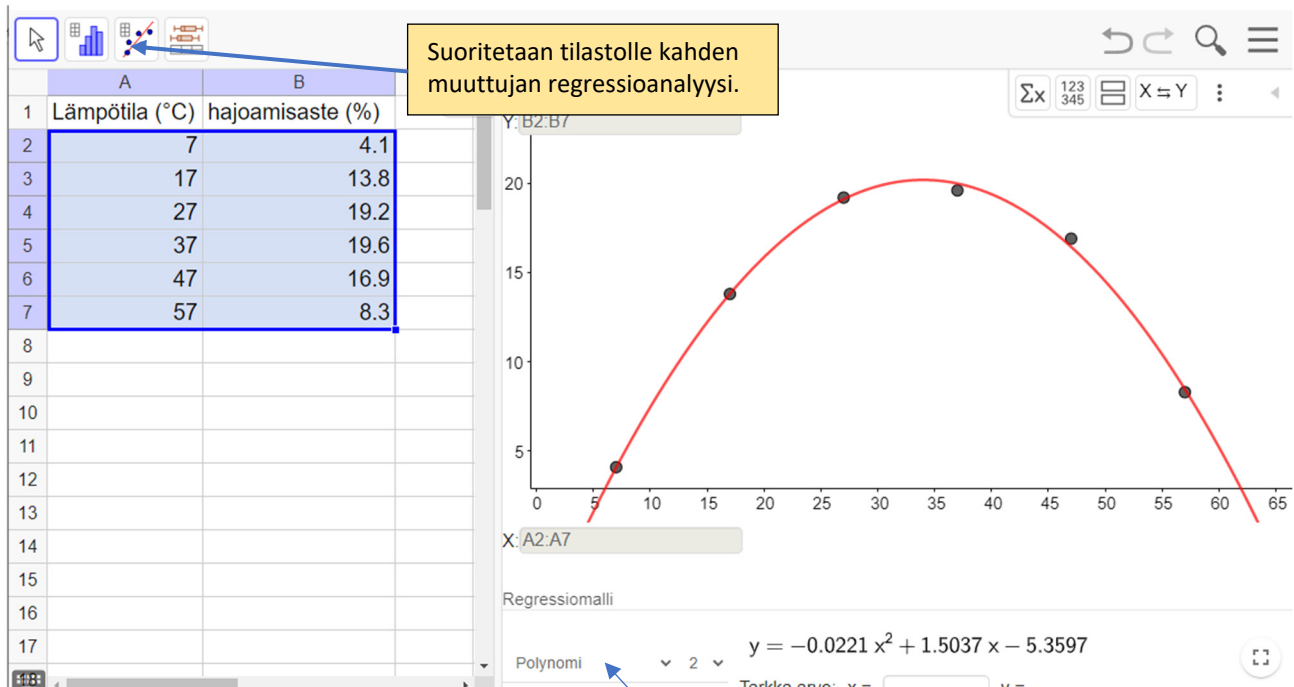 Suoritetaan tilastolle kahden
muuttujan regressioanalyysi.
A B
1 Lämpötila (°C) hajoamisaste (%)
2 7 4.1
3 17 13.8
4 27 19.2
5 37 19.6
6 47 16.9
7 57 8.3
8
9
10
11
12
13
14
15
16
17
18
Σx 123 345 X ⇆ Y
Y: B2:B7
20
15
10
5
0 5 10 15 20 25 30 35 40 45 50 55 60 65
X: A2:A7
Regressiomalli
Polynomi 2 y = −0.0221 x² + 1.5037 x − 5.3597
Tarkka arvo: x = y =